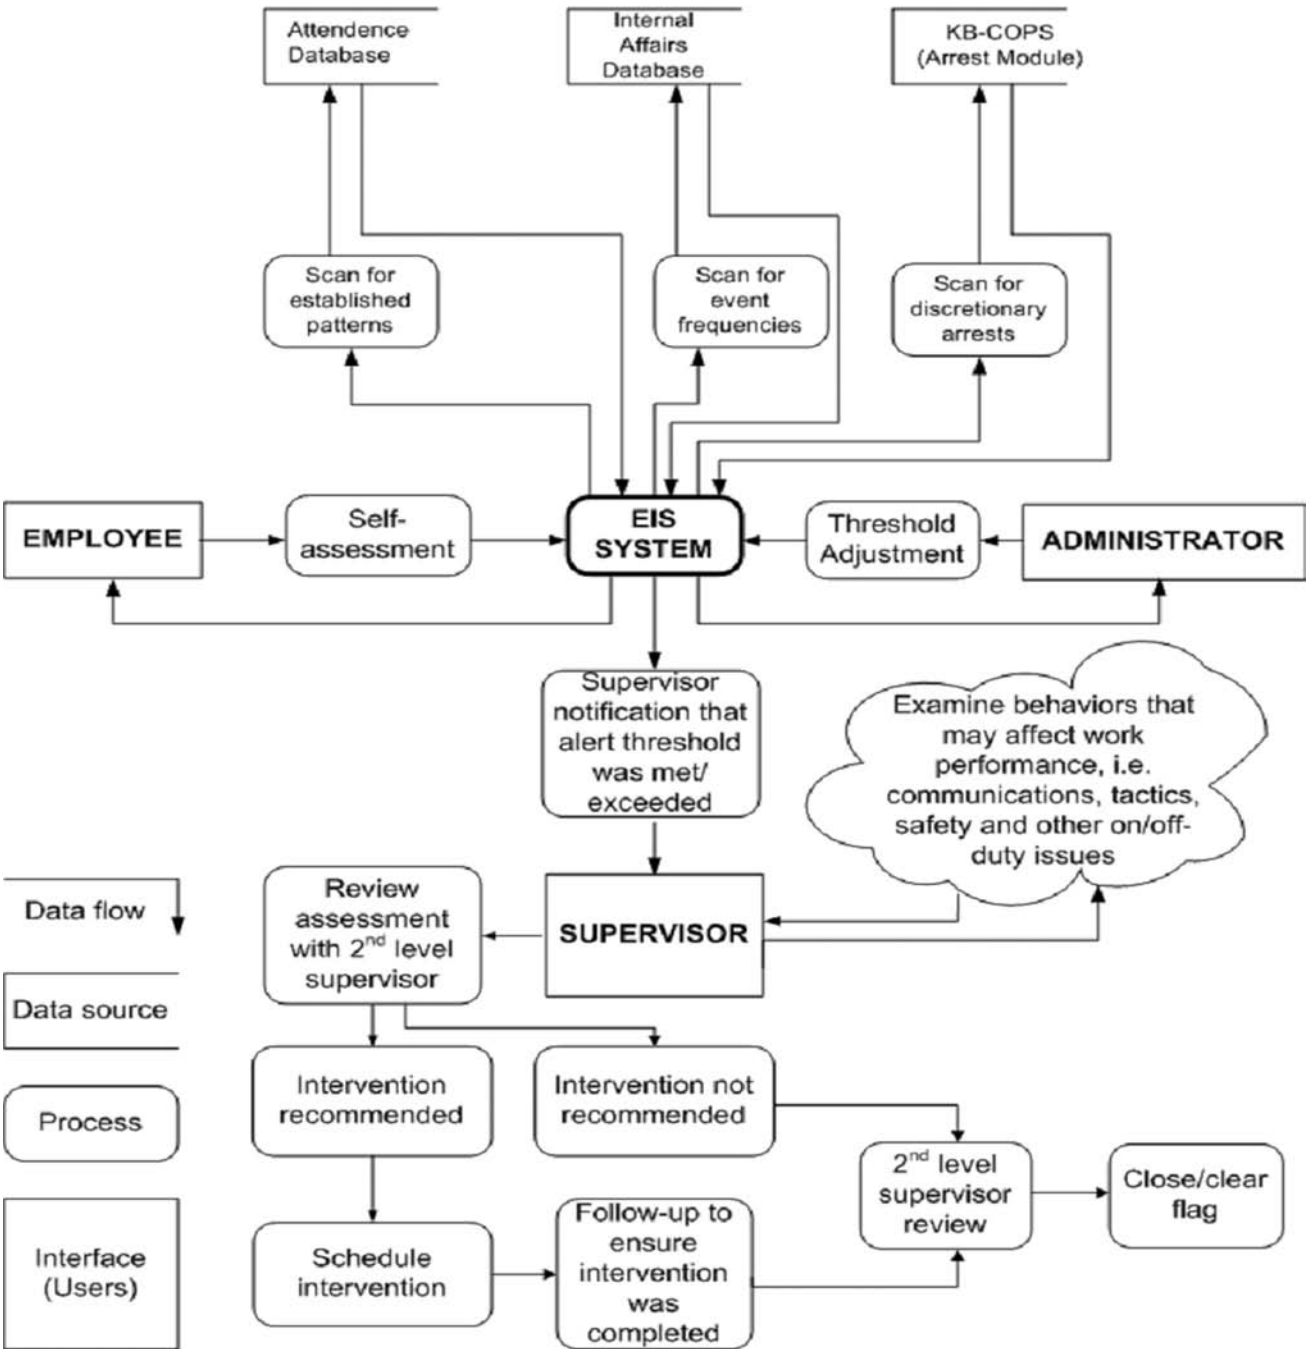 Attendence
Database
Internal
Affairs
Database
KB-COPS
(Arrest Module)
Scan for
established
patterns
Scan for
event
frequencies
Scan for
discretionary
arrests
EMPLOYEE
Self-
assessment
EIS
SYSTEM
Threshold
Adjustment
ADMINISTRATOR
Supervisor
notification that
alert threshold
was met/
exceeded
Examine behaviors that
may affect work
performance, i.e.
communications, tactics,
safety and other on/off-
duty issues
Data flow
Review
assessment
with 2nd level
supervisor
SUPERVISOR
Data source
Intervention
recommended
Intervention not
recommended
Process
2nd level
supervisor
review
Close/clear
flag
Interface
(Users)
Schedule
intervention
Follow-up to
ensure
intervention
was
completed